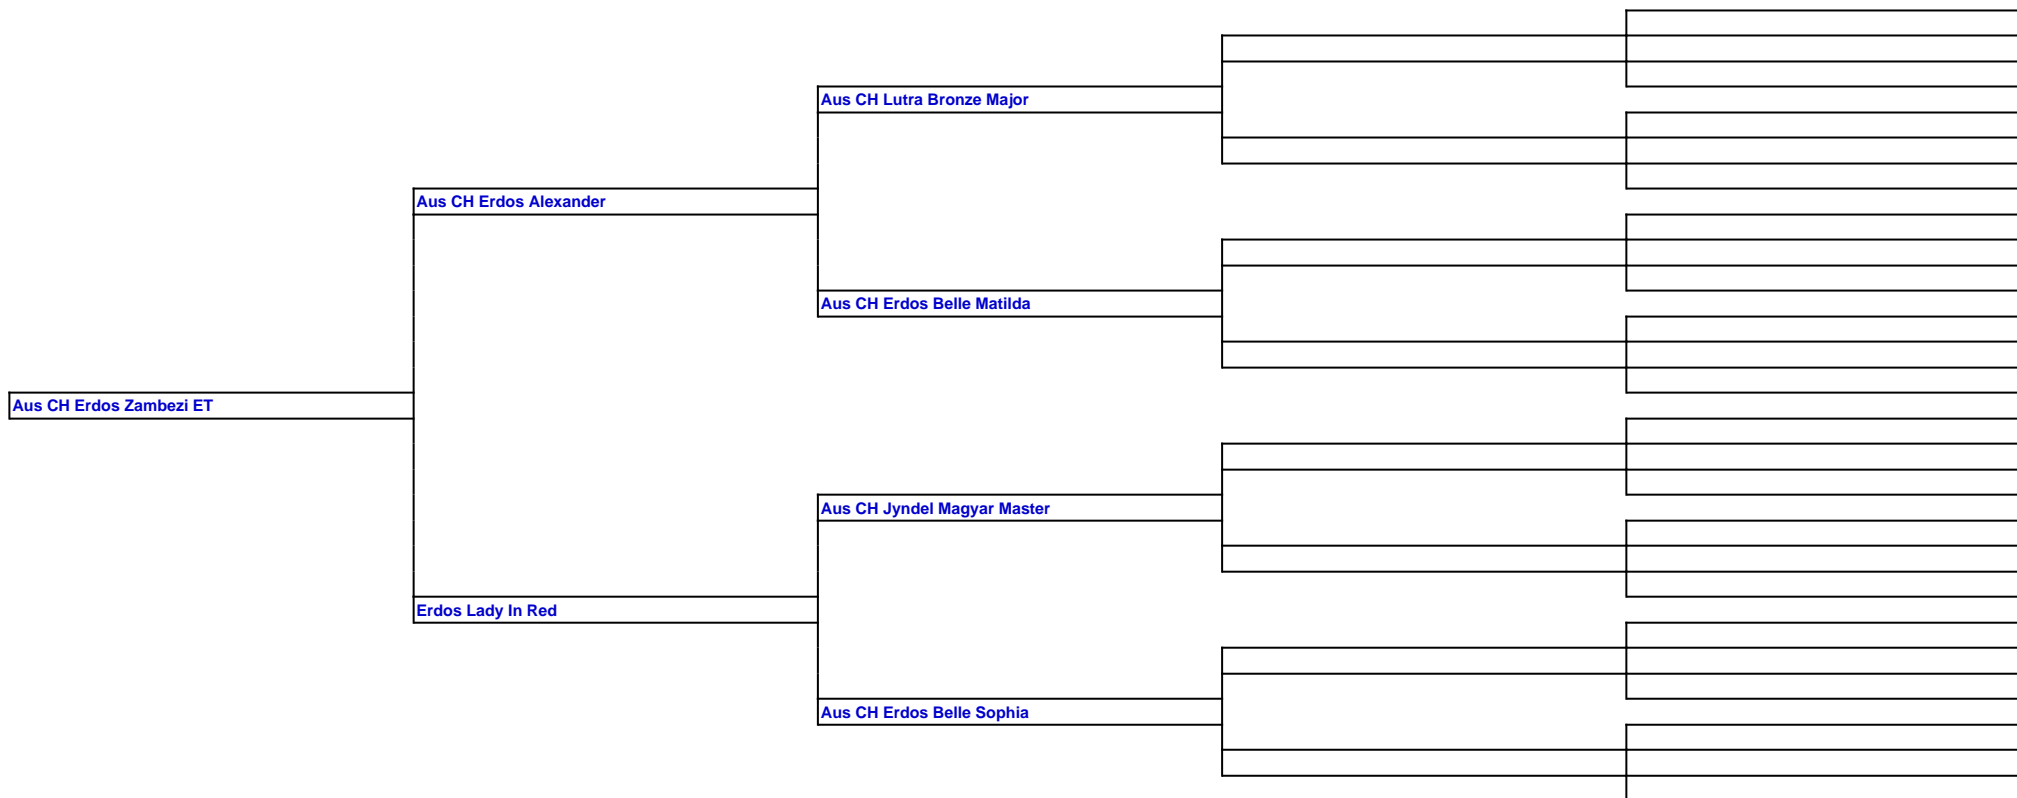 Aus CH Lutra Bronze Major
Aus CH Erdos Alexander
Aus CH Erdos Belle Matilda
Aus CH Erdos Zambezi ET
Aus CH Jyndel Magyar Master
Erdos Lady In Red
Aus CH Erdos Belle Sophia